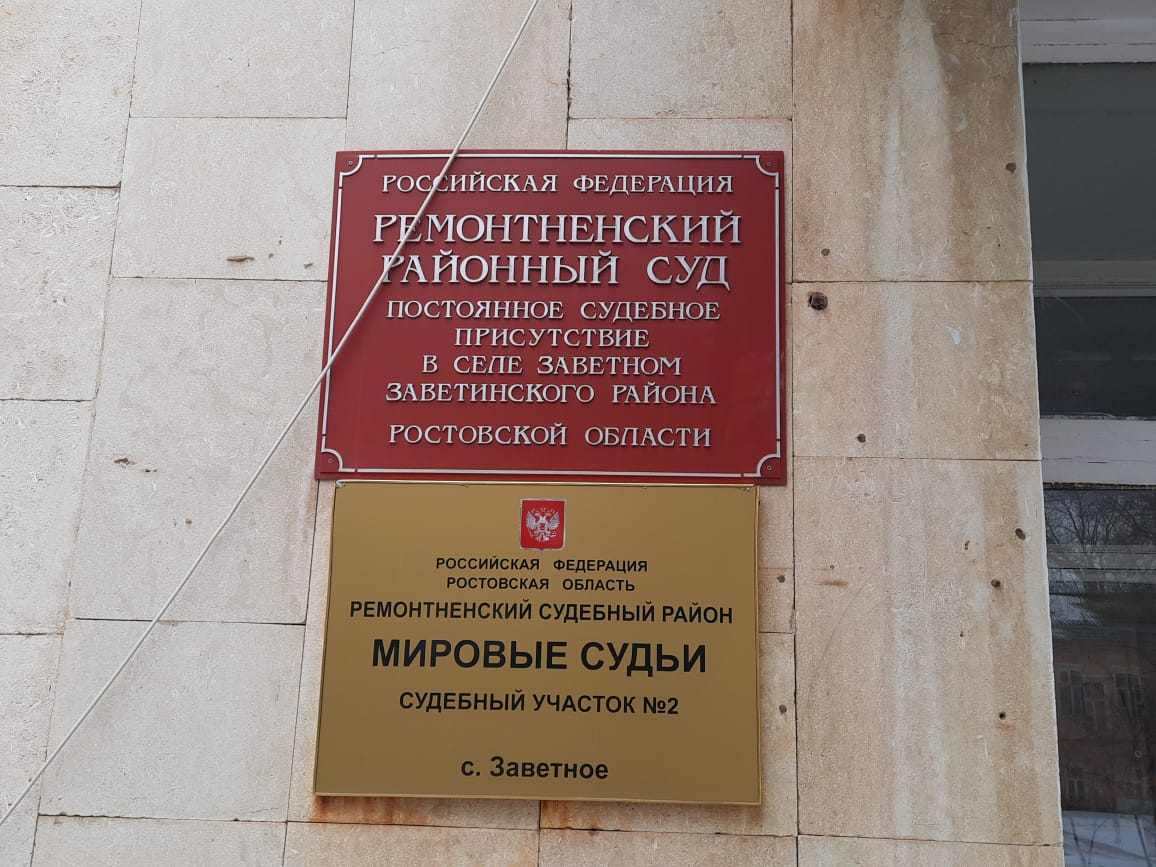 РОССИЙСКАЯ ФЕДЕРАЦИЯ
РЕМОНТНЕНСКИЙ
РАЙОННЫЙ СУД
ПОСТОЯННОЕ СУДЕБНОЕ
ПРИСУТСТВИЕ
В СЕЛЕ ЗАВЕТНОМ
ЗАВЕТИНСКОГО РАЙОНА
РОСТОВСКОЙ ОБЛАСТИ
РОССИЙСКАЯ ФЕДЕРАЦИЯ
РОСТОВСКАЯ ОБЛАСТЬ
РЕМОНТНЕНСКИЙ СУДЕБНЫЙ РАЙОН
МИРОВЫЕ СУДЬИ
СУДЕБНЫЙ УЧАСТОК №2
с. Заветное